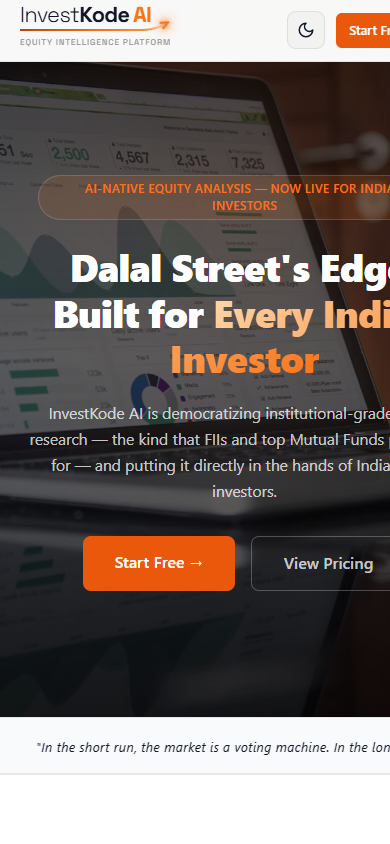 InvestKode AI
EQUITY INTELLIGENCE PLATFORM
Start Fr
AI-NATIVE EQUITY ANALYSIS — NOW LIVE FOR INDIA
INVESTORS
Dalal Street's Edg
Built for Every Indi
Investor
InvestKode AI is democratizing institutional-grade
research — the kind that FIIs and top Mutual Funds
for — and putting it directly in the hands of India
investors.
Start Free →
View Pricing
"In the short run, the market is a voting machine. In the lon